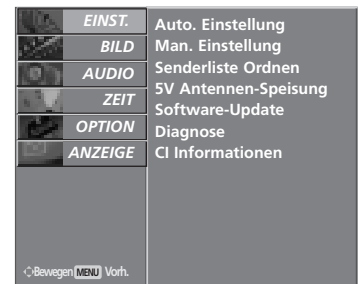 EINST.
BILD
AUDIO
ZEIT
OPTION
ANZEIGE
Auto. Einstellung
Man. Einstellung
Senderliste Ordnen
5V Antennen-Speisung
Software-Update
Diagnose
CI Informationen
Bewegen MENU Vorh.